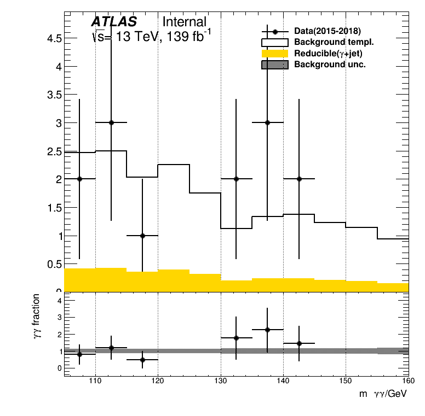 ATLAS Internal
√s= 13 TeV, 139 fb⁻¹
Data(2015-2018)
Background templ.
Reducible(γ+jet)
Background unc.
4.5
4
3.5
3
2.5
2
1.5
1
0.5
0
γγ fraction
4
3
2
1
0
110 120 130 140 150 160
m γγ/GeV